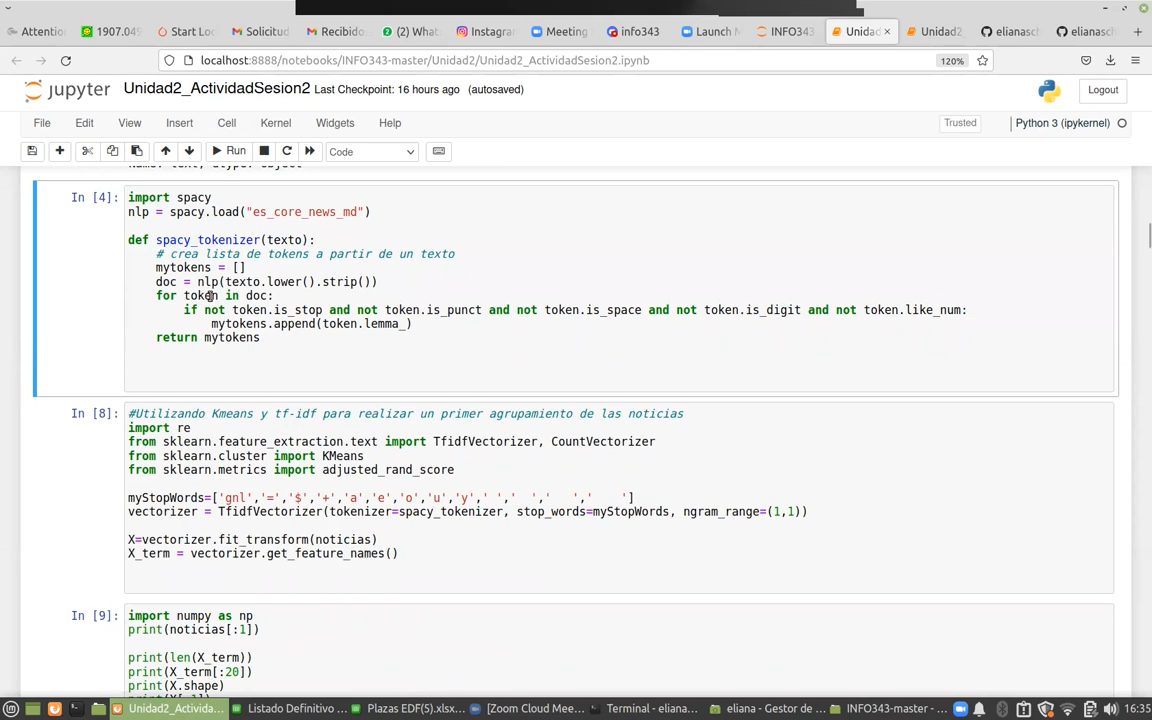 Attentio
1907.049
Start Loc
Solicitud
Recibido
(2) Wha
Instagra
Meeting
info343
Launch M
INFO343
Unidad
Unidad2
elianasc
elianasc
localhost:8888/notebooks/INFO343-master/Unidad2/Unidad2_ActividadSesion2.ipynb
120%
jupyter Unidad2_ActividadSesion2 Last Checkpoint: 16 hours ago (autosaved)
Logout
File Edit View Insert Cell Kernel Widgets Help
Trusted
Python 3 (ipykernel)
Run
Code
In [4]:
import spacy
nlp = spacy.load("es_core_news_md")
def spacy_tokenizer(texto):
# crea lista de tokens a partir de un texto
mytokens = []
doc = nlp(texto.lower().strip())
for token in doc:
if not token.is_stop and not token.is_punct and not token.is_space and not token.is_digit and not token.like_num:
mytokens.append(token.lemma_)
return mytokens
In [8]:
#Utilizando Kmeans y tf-idf para realizar un primer agrupamiento de las noticias
import re
from sklearn.feature_extraction.text import TfidfVectorizer, CountVectorizer
from sklearn.cluster import KMeans
from sklearn.metrics import adjusted_rand_score
myStopWords=['gnl','=','$','+','a','e','o','u','y',' ','  ','   ','    ']
vectorizer = TfidfVectorizer(tokenizer=spacy_tokenizer, stop_words=myStopWords, ngram_range=(1,1))
X=vectorizer.fit_transform(noticias)
X_term = vectorizer.get_feature_names()
In [9]:
import numpy as np
print(noticias[:1])
print(len(X_term))
print(X_term[:20])
print(X.shape)
Unidad2_Activida...
Listado Definitivo ...
Plazas EDF(5).xlsx...
[Zoom Cloud Mee...
Terminal - eliana...
eliana - Gestor de ...
INFO343-master - ...
16:35